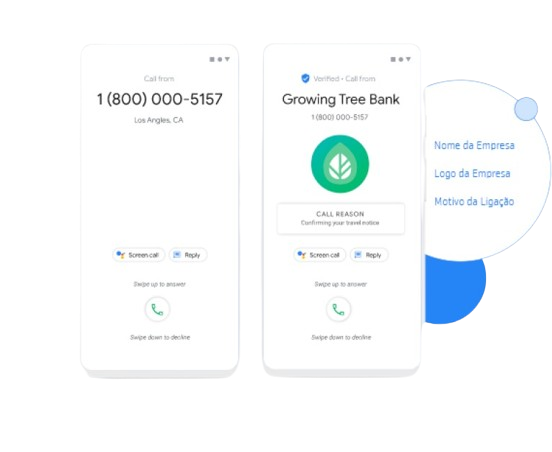 Call from
1 (800) 000-5157
Los Angles, CA
Screen call
Reply
Swipe up to answer
Swipe down to decline
Verified • Call from
Growing Tree Bank
1 (800) 000-5157
CALL REASON
Confirming your travel notice
Screen call
Reply
Swipe up to answer
Swipe down to decline
Nome da Empresa
Logo da Empresa
Motivo da Ligação